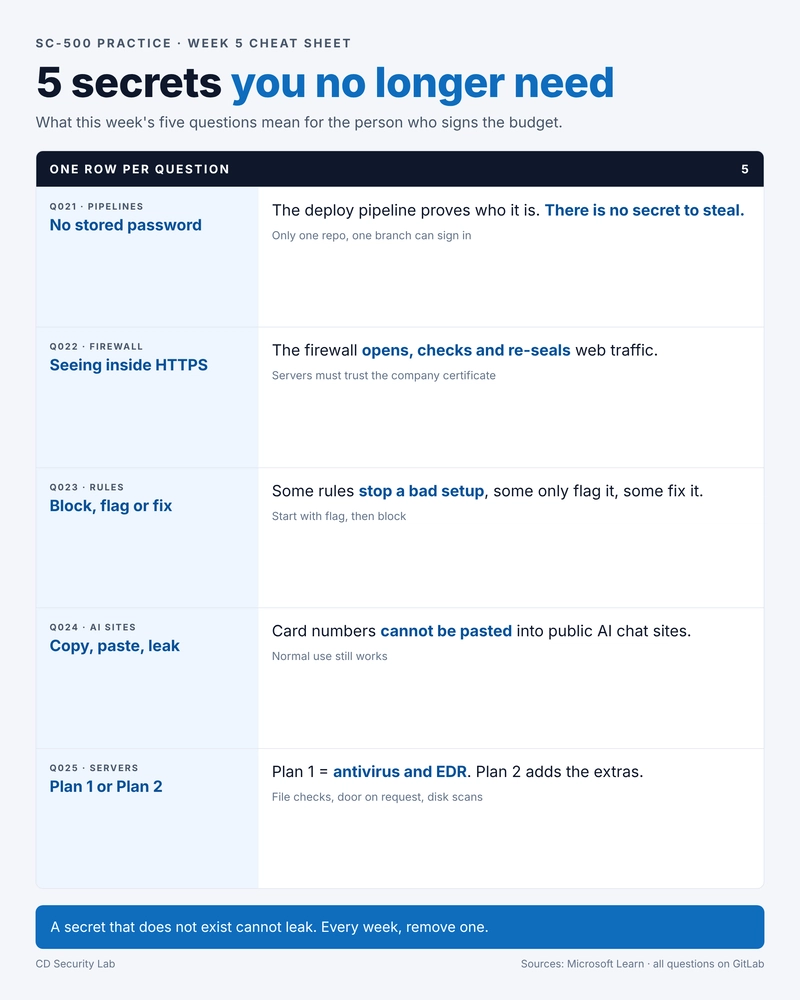 SC-500 PRACTICE · WEEK 5 CHEAT SHEET
5 secrets you no longer need
What this week's five questions mean for the person who signs the budget.
ONE ROW PER QUESTION 5
Q021 · PIPELINES
No stored password
The deploy pipeline proves who it is. There is no secret to steal.
Only one repo, one branch can sign in
Q022 · FIREWALL
Seeing inside HTTPS
The firewall opens, checks and re-seals web traffic.
Servers must trust the company certificate
Q023 · RULES
Block, flag or fix
Some rules stop a bad setup, some only flag it, some fix it.
Start with flag, then block
Q024 · AI SITES
Copy, paste, leak
Card numbers cannot be pasted into public AI chat sites.
Normal use still works
Q025 · SERVERS
Plan 1 or Plan 2
Plan 1 = antivirus and EDR. Plan 2 adds the extras.
File checks, door on request, disk scans
A secret that does not exist cannot leak. Every week, remove one.
CD Security Lab
Sources: Microsoft Learn · all questions on GitLab